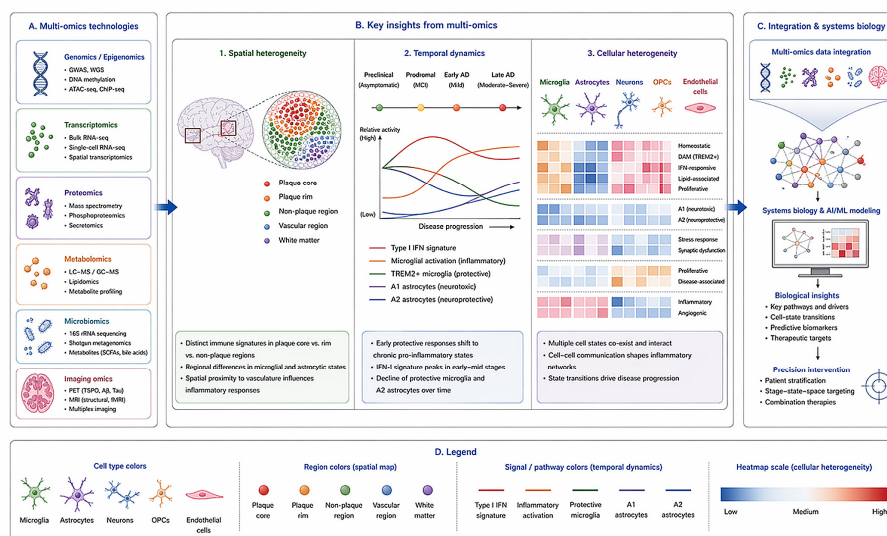 A. Multi-omics technologies
Genomics / Epigenomics
• GWAS, WGS
• DNA methylation
• ATAC-seq, ChIP-seq
Transcriptomics
• Bulk RNA-seq
• Single-cell RNA-seq
• Spatial transcriptomics
Proteomics
• Mass spectrometry
• Phosphoproteomics
• Secretomics
Metabolomics
• LC-MS / GC-MS
• Lipidomics
• Metabolite profiling
Microbiomics
• 16S rRNA sequencing
• Shotgun metagenomics
• Metabolites (SCFAs, bile acids)
Imaging omics
• PET (TSPO, Aβ, Tau)
• MRI (structural, fMRI)
• Multiplex imaging
B. Key insights from multi-omics
1. Spatial heterogeneity
Plaque core
Plaque rim
Non-plaque region
Vascular region
White matter
• Distinct immune signatures in plaque core vs. rim
vs. non-plaque regions
• Regional differences in microglial and astrocytic states
• Spatial proximity to vasculature influences
inflammatory responses
2. Temporal dynamics
Preclinical Prodromal Early AD Late AD
(Asymptomatic) (MCI) (Mild) (Moderate-Severe)
Relative activity
(High)
(Low)
Disease progression
Type I IFN signature
Microglial activation (inflammatory)
TREM2+ microglia (protective)
A1 astrocytes (neurotoxic)
A2 astrocytes (neuroprotective)
• Early protective responses shift to
chronic pro-inflammatory states
• IFN-I signature peaks in early-mid stages
• Decline of protective microglia and
A2 astrocytes over time
3. Cellular heterogeneity
Microglia Astrocytes Neurons OPCs Endothelial
cells
Homeostatic
DAM (TREM2+)
IFN-responsive
Lipid-associated
Proliferative
A1 (neurotoxic)
A2 (neuroprotective)
Stress response
Synaptic dysfunction
Proliferative
Disease-associated
Inflammatory
Angiogenic
• Multiple cell states co-exist and interact
• Cell-cell communication shapes inflammatory
networks
• State transitions drive disease progression
C. Integration & systems biology
Multi-omics data integration
Systems biology & AI/ML modeling
Biological insights
• Key pathways and drivers
• Cell-state transitions
• Predictive biomarkers
• Therapeutic targets
Precision intervention
• Patient stratification
• Stage-state-space targeting
• Combination therapies
D. Legend
Cell type colors
Microglia Astrocytes Neurons OPCs Endothelial
cells
Region colors (spatial map)
Plaque Plaque Non-plaque Vascular White
core rim region region matter
Signal / pathway colors (temporal dynamics)
Type I IFN Inflammatory Protective A1 A2
signature activation microglia astrocytes astrocytes
Heatmap scale (cellular heterogeneity)
Low Medium High